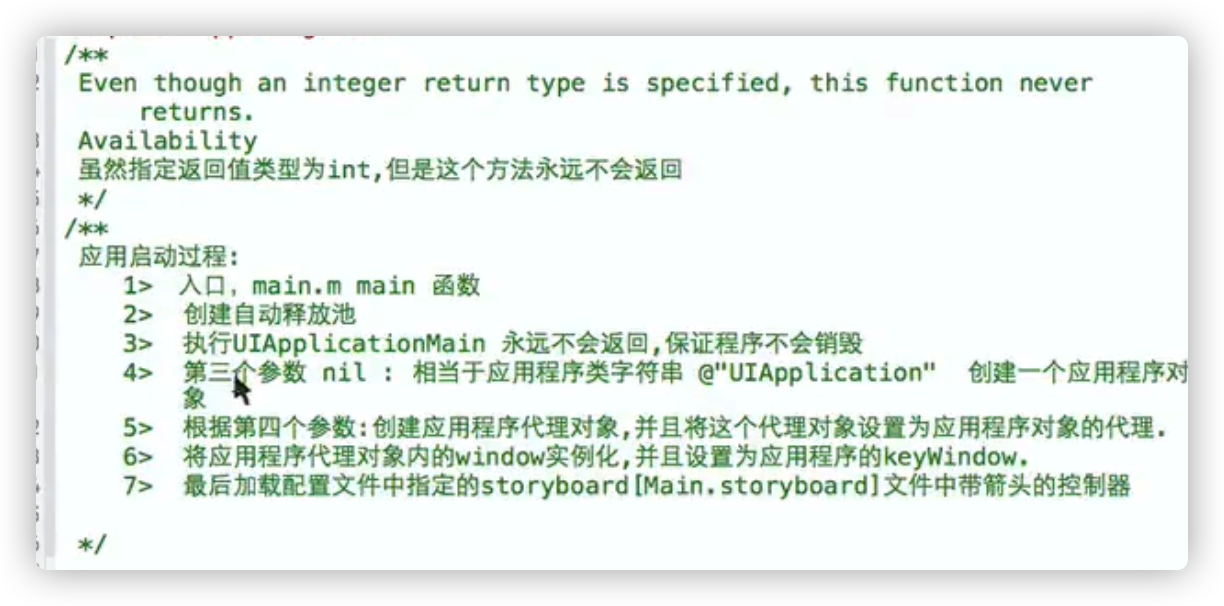 /**
Even though an integer return type is specified, this function never
returns.
Availability
虽然指定返回值类型为int,但是这个方法永远不会返回
*/
/**
应用启动过程:
1> 入口, main.m main 函数
2> 创建自动释放池
3> 执行UIApplicationMain 永远不会返回,保证程序不会销毁
4> 第三个参数 nil : 相当于应用程序类字符串 @"UIApplication" 创建一个应用程序对
象
5> 根据第四个参数:创建应用程序代理对象,并且将这个代理对象设置为应用程序对象的代理.
6> 将应用程序代理对象内的window实例化,并且设置为应用程序的keyWindow.
7> 最后加载配置文件中指定的storyboard[Main.storyboard]文件中带箭头的控制器
*/